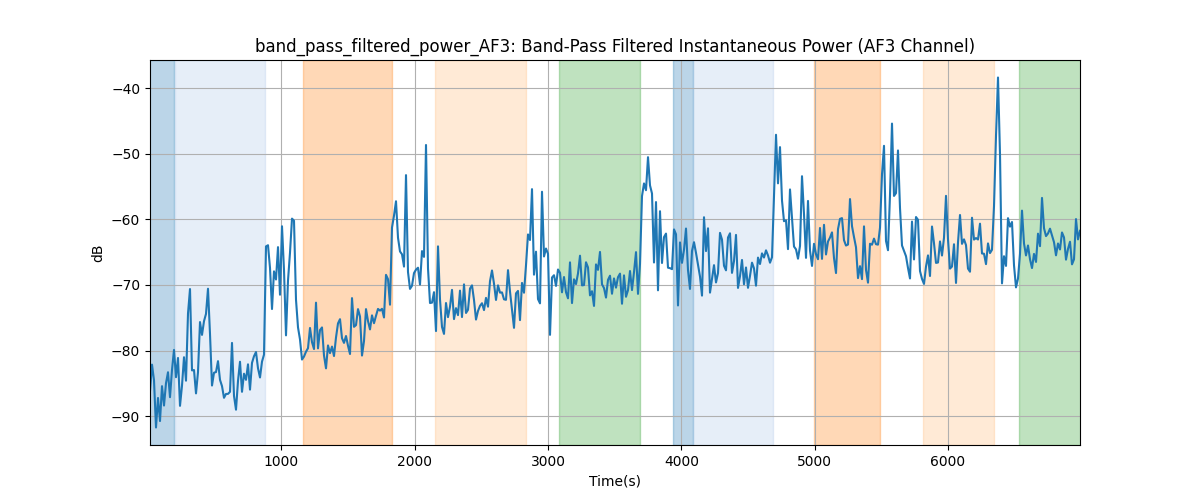 band_pass_filtered_power_AF3: Band-Pass Filtered Instantaneous Power (AF3 Channel)
−40
−50
−60
−70
−80
−90
dB
1000 2000 3000 4000 5000 6000
Time(s)